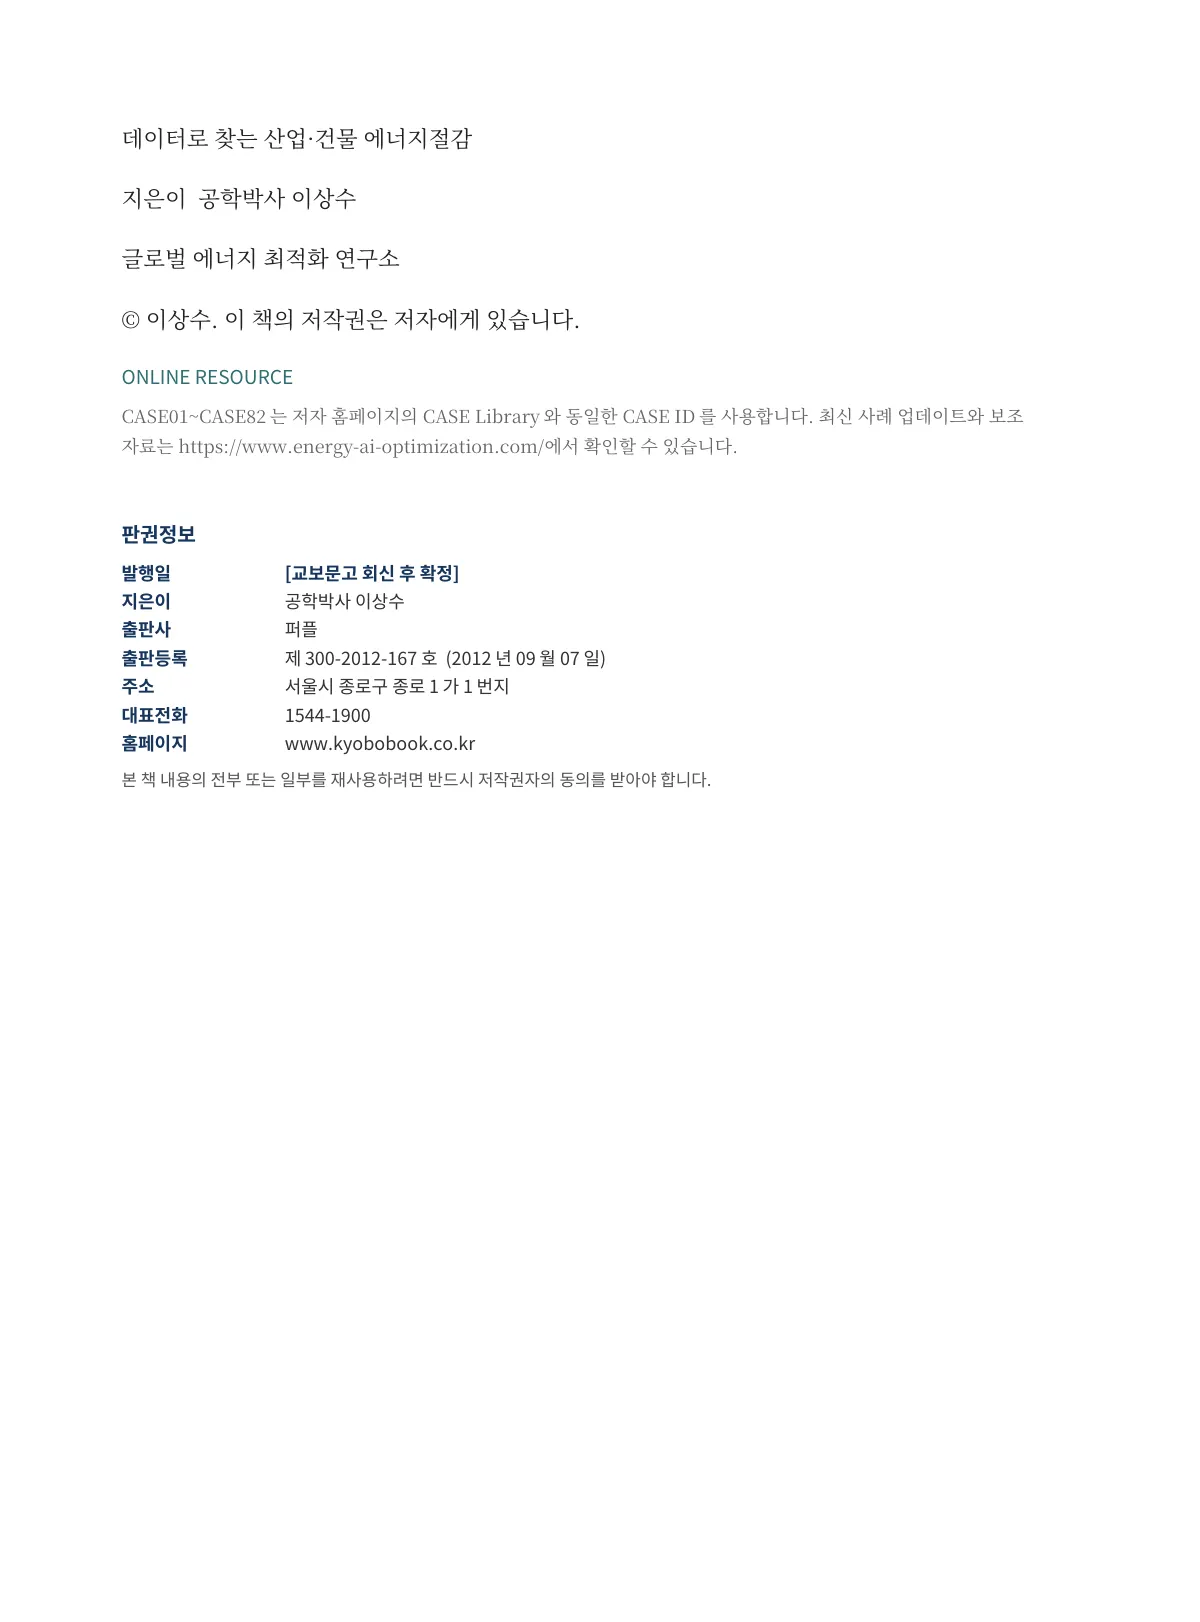 데이터로 찾는 산업·건물 에너지절감
지은이  공학박사 이상수
글로벌 에너지 최적화 연구소
© 이상수. 이 책의 저작권은 저자에게 있습니다.
ONLINE RESOURCE
CASE01~CASE82 는 저자 홈페이지의 CASE Library 와 동일한 CASE ID 를 사용합니다. 최신 사례 업데이트와 보조
자료는 https://www.energy-ai-optimization.com/에서 확인할 수 있습니다.
판권정보
발행일 [교보문고 회신 후 확정]
지은이 공학박사 이상수
출판사 퍼플
출판등록 제 300-2012-167 호  (2012 년 09 월 07 일)
주소 서울시 종로구 종로 1 가 1 번지
대표전화 1544-1900
홈페이지 www.kyobobook.co.kr
본 책 내용의 전부 또는 일부를 재사용하려면 반드시 저작권자의 동의를 받아야 합니다.